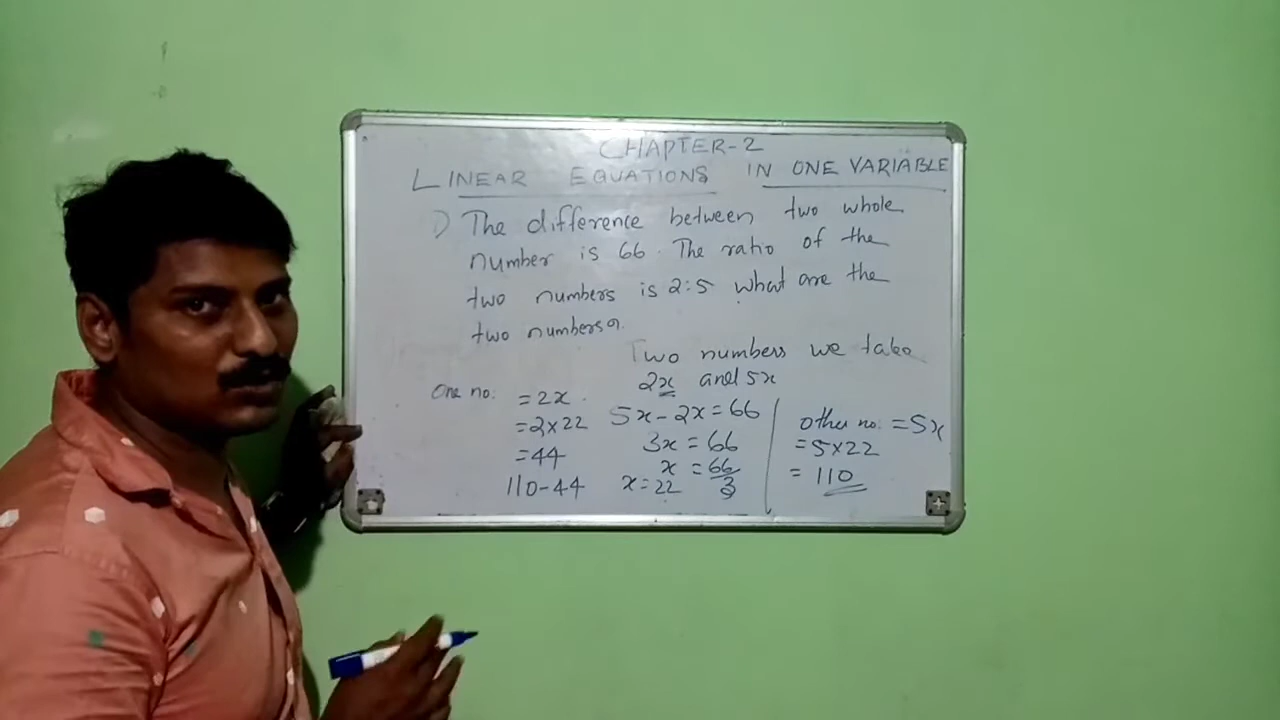 CHAPTER-2
LINEAR EQUATIONS IN ONE VARIABLE
1) The difference between two whole
number is 66. The ratio of the
two numbers is 2:5 what are the
two numbers?
Two numbers we take
2x and 5x
One no. = 2x
= 2x22
= 44
110-44
5x - 2x = 66
3x = 66
x = 66/3
x = 22
other no. = 5x
= 5x22
= 110